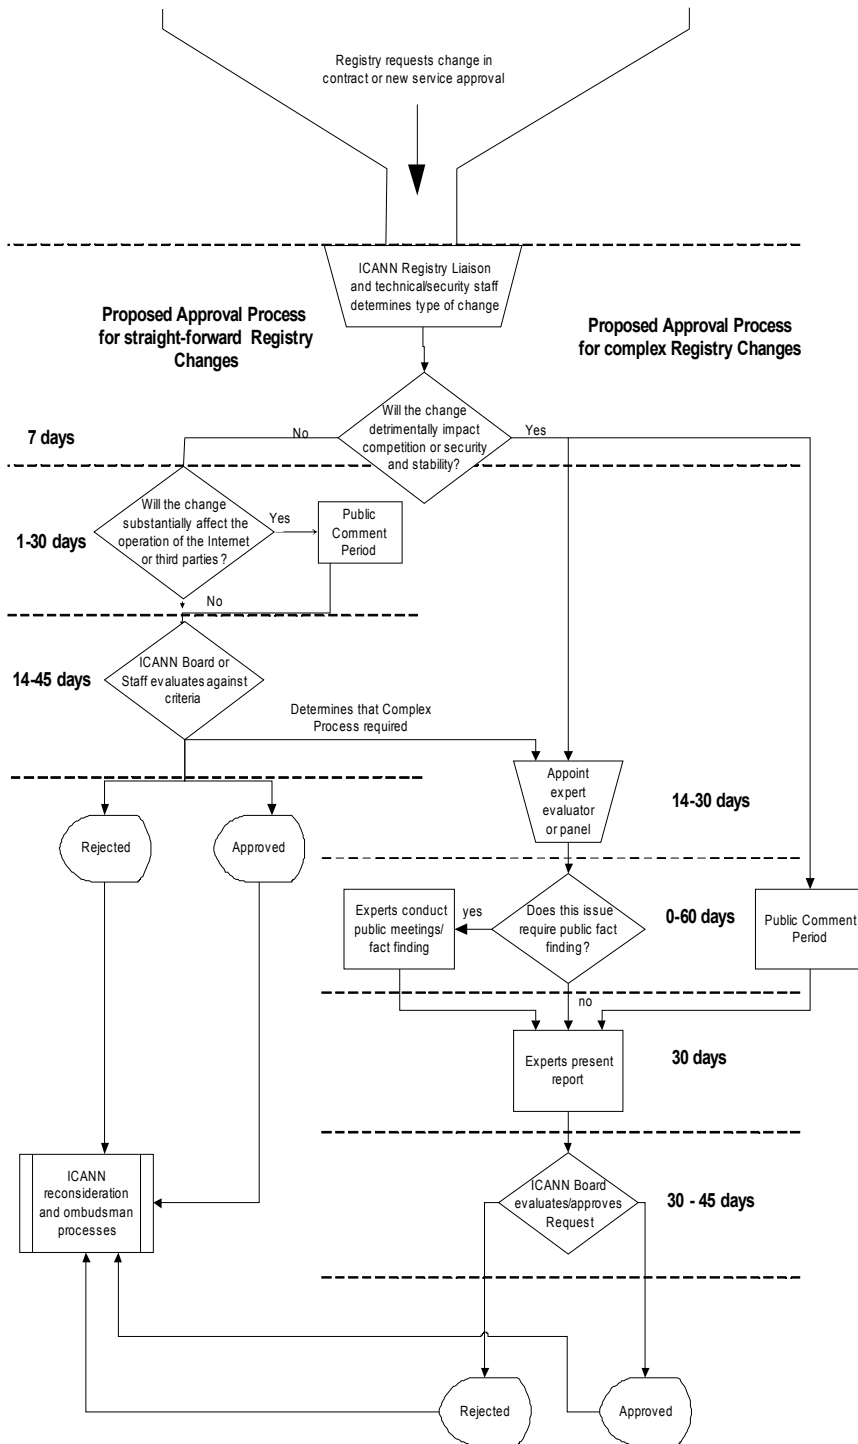 Registry requests change in
contract or new service approval
ICANN Registry Liaison
and technical/security staff
determines type of change
Proposed Approval Process
for straight-forward Registry
Changes
Proposed Approval Process
for complex Registry Changes
Will the change
detrimentally impact
competition or security
and stability?
No
Yes
7 days
Will the change
substantially affect the
operation of the Internet
or third parties?
Yes
Public
Comment
Period
1-30 days
No
ICANN Board or
Staff evaluates against
criteria
14-45 days
Determines that Complex
Process required
Appoint
expert
evaluator
or panel
14-30 days
Rejected
Approved
Experts conduct
public meetings/
fact finding
yes
Does this issue
require public fact
finding?
0-60 days
Public Comment
Period
no
Experts present
report
30 days
ICANN
reconsideration
and ombudsman
processes
ICANN Board
evaluates/approves
Request
30 - 45 days
Rejected
Approved